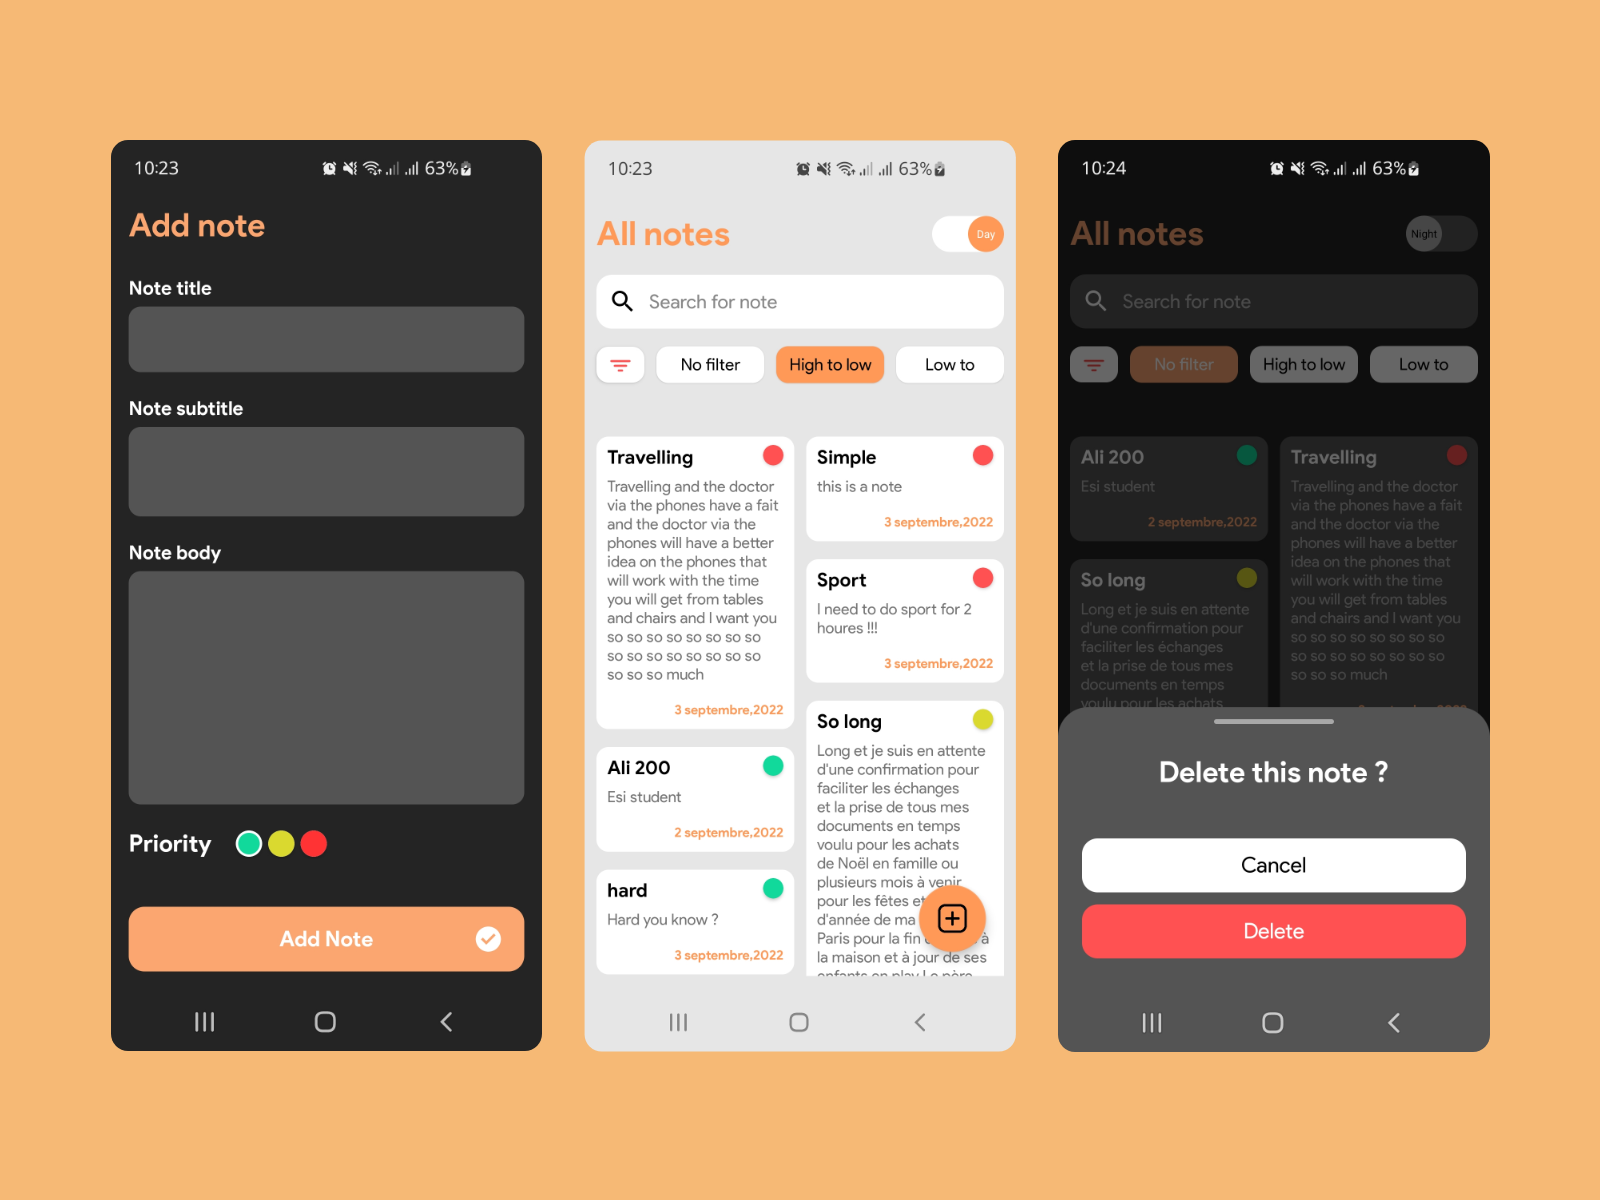 10:23
63%
Add note
Note title
Note subtitle
Note body
Priority
Add Note
10:23
63%
All notes
Day
Search for note
No filter
High to low
Low to
Travelling
Travelling and the doctor
via the phones have a fait
and the doctor via the
phones will have a better
idea on the phones that
will work with the time
you will get from tables
and chairs and I want you
so so so so so so so so
so so so so so so so so
so so so much
3 septembre,2022
Ali 200
Esi student
2 septembre,2022
hard
Hard you know ?
3 septembre,2022
Simple
this is a note
3 septembre,2022
Sport
I need to do sport for 2
houres !!!
3 septembre,2022
So long
Long et je suis en attente
d'une confirmation pour
faciliter les échanges
et la prise de tous mes
documents en temps
voulu pour les achats
de Noël en famille ou
plusieurs mois à venir
pour les fêtes et
d'année de ma
Paris pour la fin à
la maison et à jour de ses
enfants en play Le père
10:24
63%
All notes
Night
Search for note
No filter
High to low
Low to
Ali 200
Esi student
2 septembre,2022
So long
Long et je suis en attente
d'une confirmation pour
faciliter les échanges
et la prise de tous mes
documents en temps
voulu pour les achats
Travelling
Travelling and the doctor
via the phones have a fait
and the doctor via the
phones will have a better
idea on the phones that
will work with the time
you will get from tables
and chairs and I want you
so so so so so so so so
so so so so so so so so
so so so much
Delete this note ?
Cancel
Delete